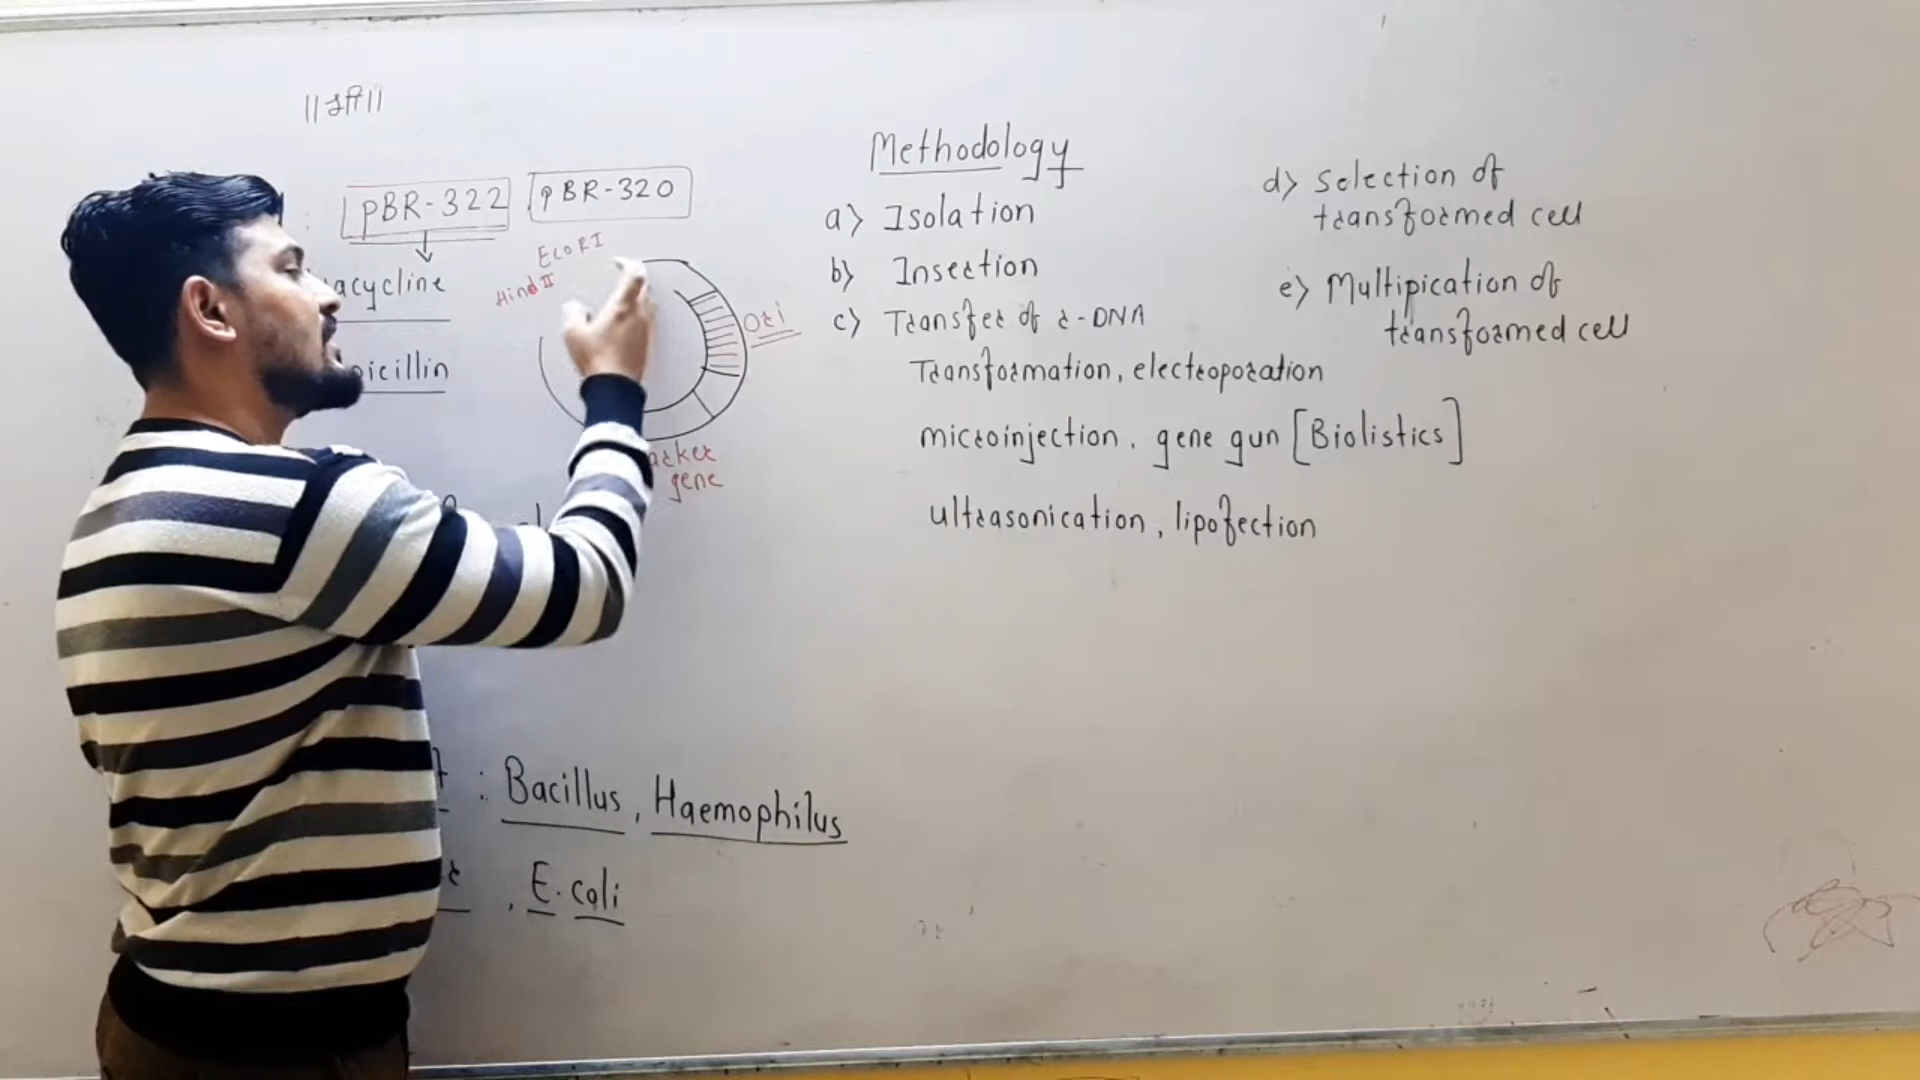 ||श्री||
pBR-322
pBR-320
EcoRI
Hind II
acycline
Ori
picillin
arker
gene
: Bacillus, Haemophilus
, E. coli
Methodology
a) Isolation
b) Insertion
c) Transfer of r-DNA
Transformation, electroporation
microinjection, gene gun [Biolistics]
ultrasonication, lipofection
d) Selection of
transformed cell
e) Multipication of
transformed cell